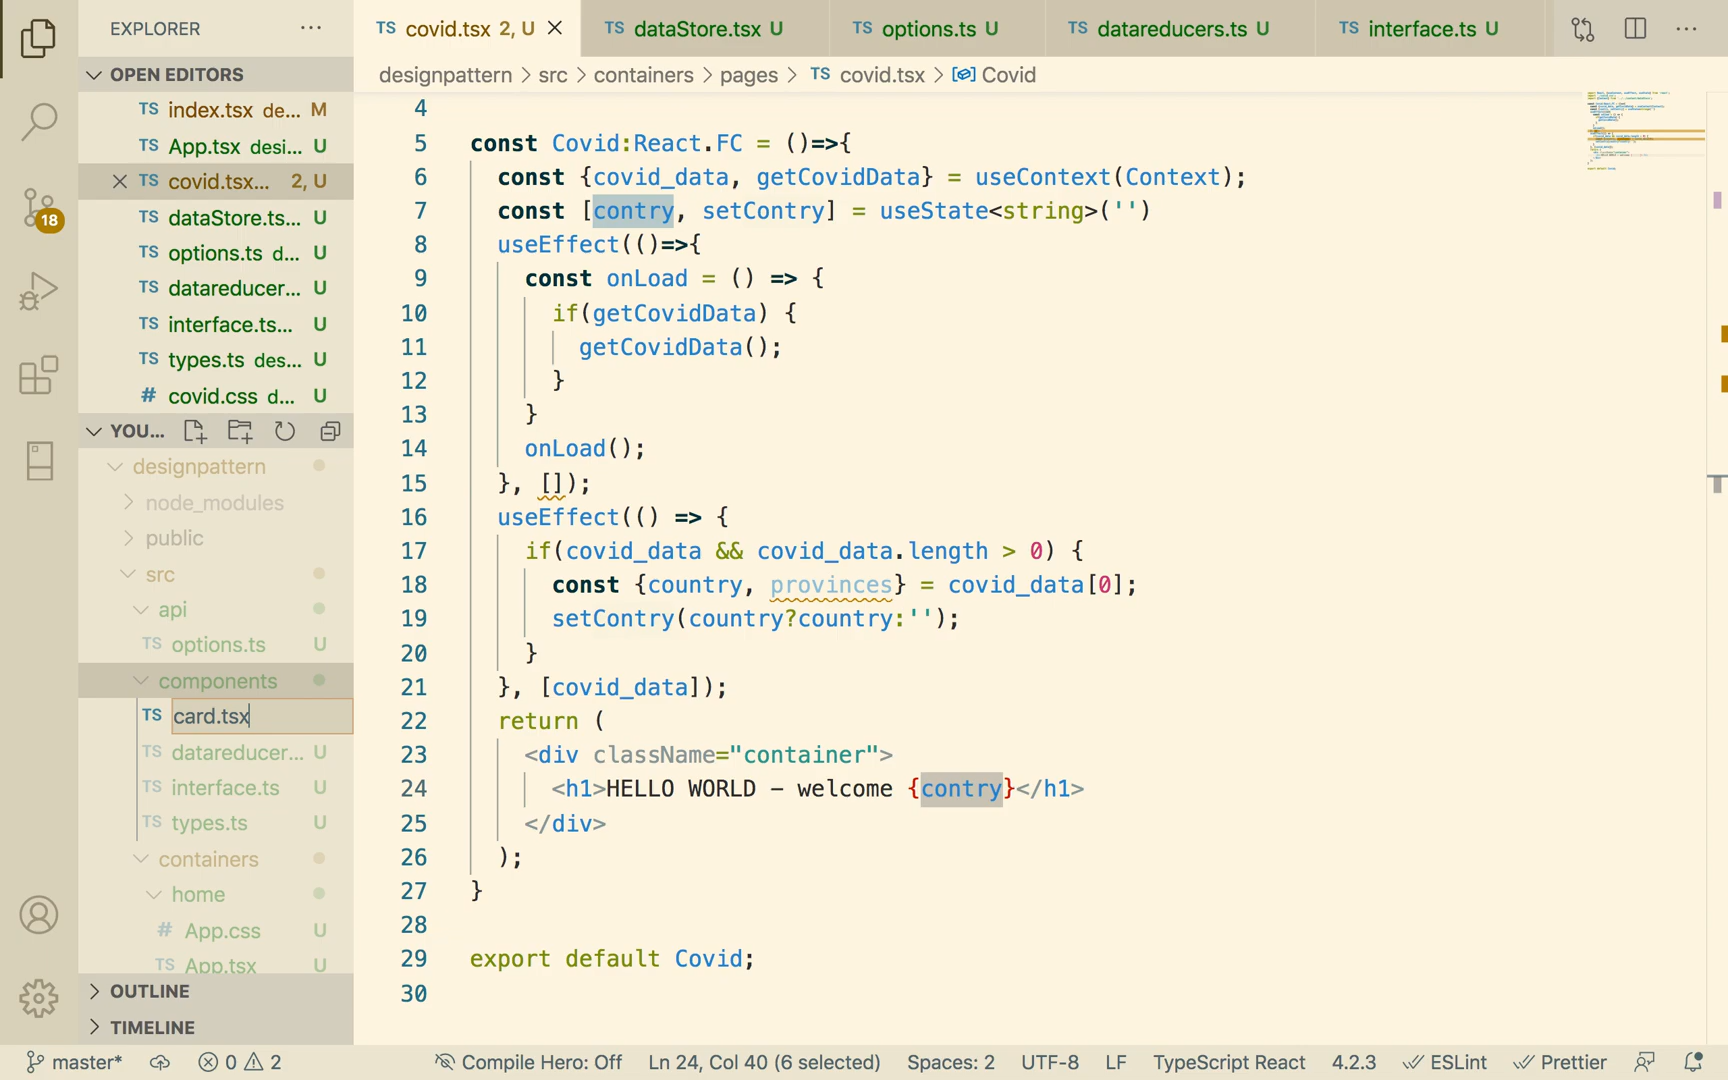 EXPLORER
OPEN EDITORS
TS index.tsx de... M
TS App.tsx desi... U
TS covid.tsx... 2, U
TS dataStore.ts... U
TS options.ts d... U
TS datareducer... U
TS interface.ts... U
TS types.ts des... U
# covid.css d... U
YOU...
designpattern
node_modules
public
src
api
TS options.ts U
components
TS card.tsx
TS datareducer... U
TS interface.ts U
TS types.ts U
containers
home
# App.css U
TS App.tsx U
OUTLINE
TIMELINE
18
TS covid.tsx 2, U
TS dataStore.tsx U
TS options.ts U
TS datareducers.ts U
TS interface.ts U
designpattern > src > containers > pages > TS covid.tsx > Covid
4
5 const Covid:React.FC = ()=>{
6 const {covid_data, getCovidData} = useContext(Context);
7 const [contry, setContry] = useState<string>('')
8 useEffect(()=>{
9 const onLoad = () => {
10 if(getCovidData) {
11 getCovidData();
12 }
13 }
14 onLoad();
15 }, []);
16 useEffect(() => {
17 if(covid_data && covid_data.length > 0) {
18 const {country, provinces} = covid_data[0];
19 setContry(country?country:'');
20 }
21 }, [covid_data]);
22 return (
23 <div className="container">
24 <h1>HELLO WORLD – welcome {contry}</h1>
25 </div>
26 );
27 }
28
29 export default Covid;
30
master* 0 2 Compile Hero: Off Ln 24, Col 40 (6 selected) Spaces: 2 UTF-8 LF TypeScript React 4.2.3 ESLint Prettier